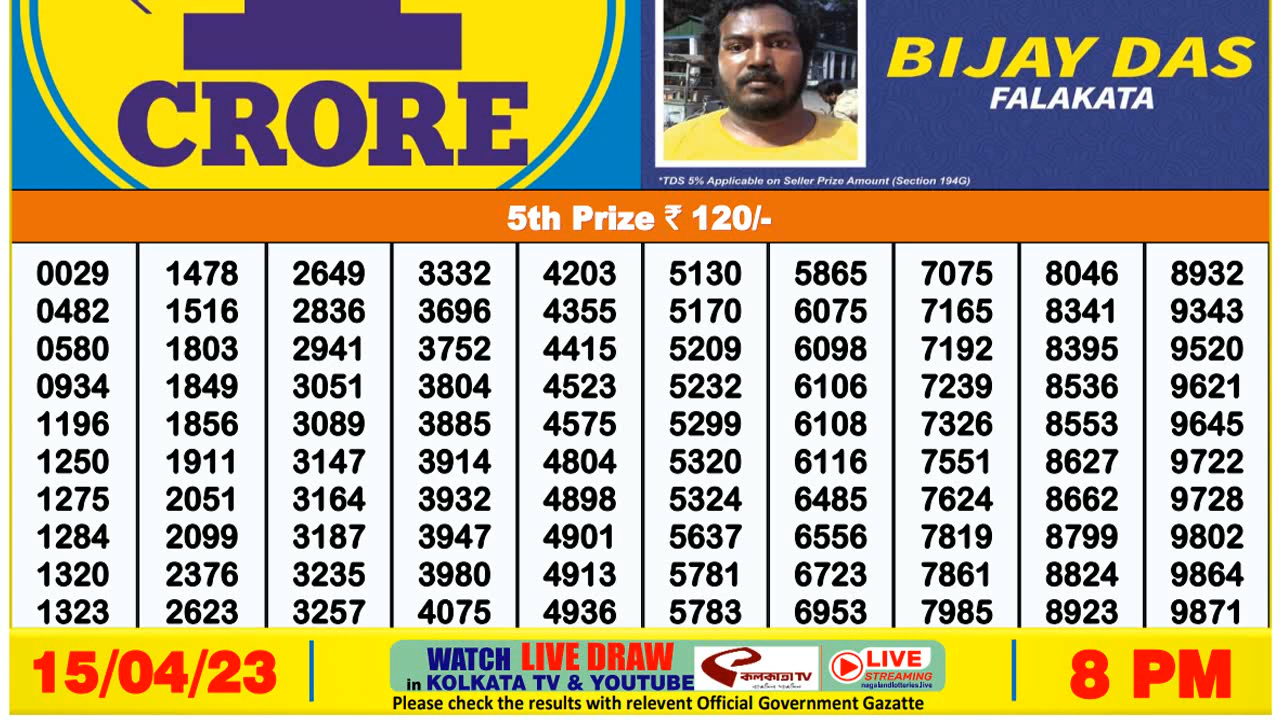 CRORE
BIJAY DAS
FALAKATA
*TDS 5% Applicable on Seller Prize Amount (Section 194G)
5th Prize ₹ 120/-
0029 1478 2649 3332 4203 5130 5865 7075 8046 8932
0482 1516 2836 3696 4355 5170 6075 7165 8341 9343
0580 1803 2941 3752 4415 5209 6098 7192 8395 9520
0934 1849 3051 3804 4523 5232 6106 7239 8536 9621
1196 1856 3089 3885 4575 5299 6108 7326 8553 9645
1250 1911 3147 3914 4804 5320 6116 7551 8627 9722
1275 2051 3164 3932 4898 5324 6485 7624 8662 9728
1284 2099 3187 3947 4901 5637 6556 7819 8799 9802
1320 2376 3235 3980 4913 5781 6723 7861 8824 9864
1323 2623 3257 4075 4936 5783 6953 7985 8923 9871
15/04/23
WATCH LIVE DRAW
in KOLKATA TV & YOUTUBE
কলকাতা TV
LIVE
STREAMING
nagalandlotteries.live
8 PM
Please check the results with relevent Official Government Gazatte